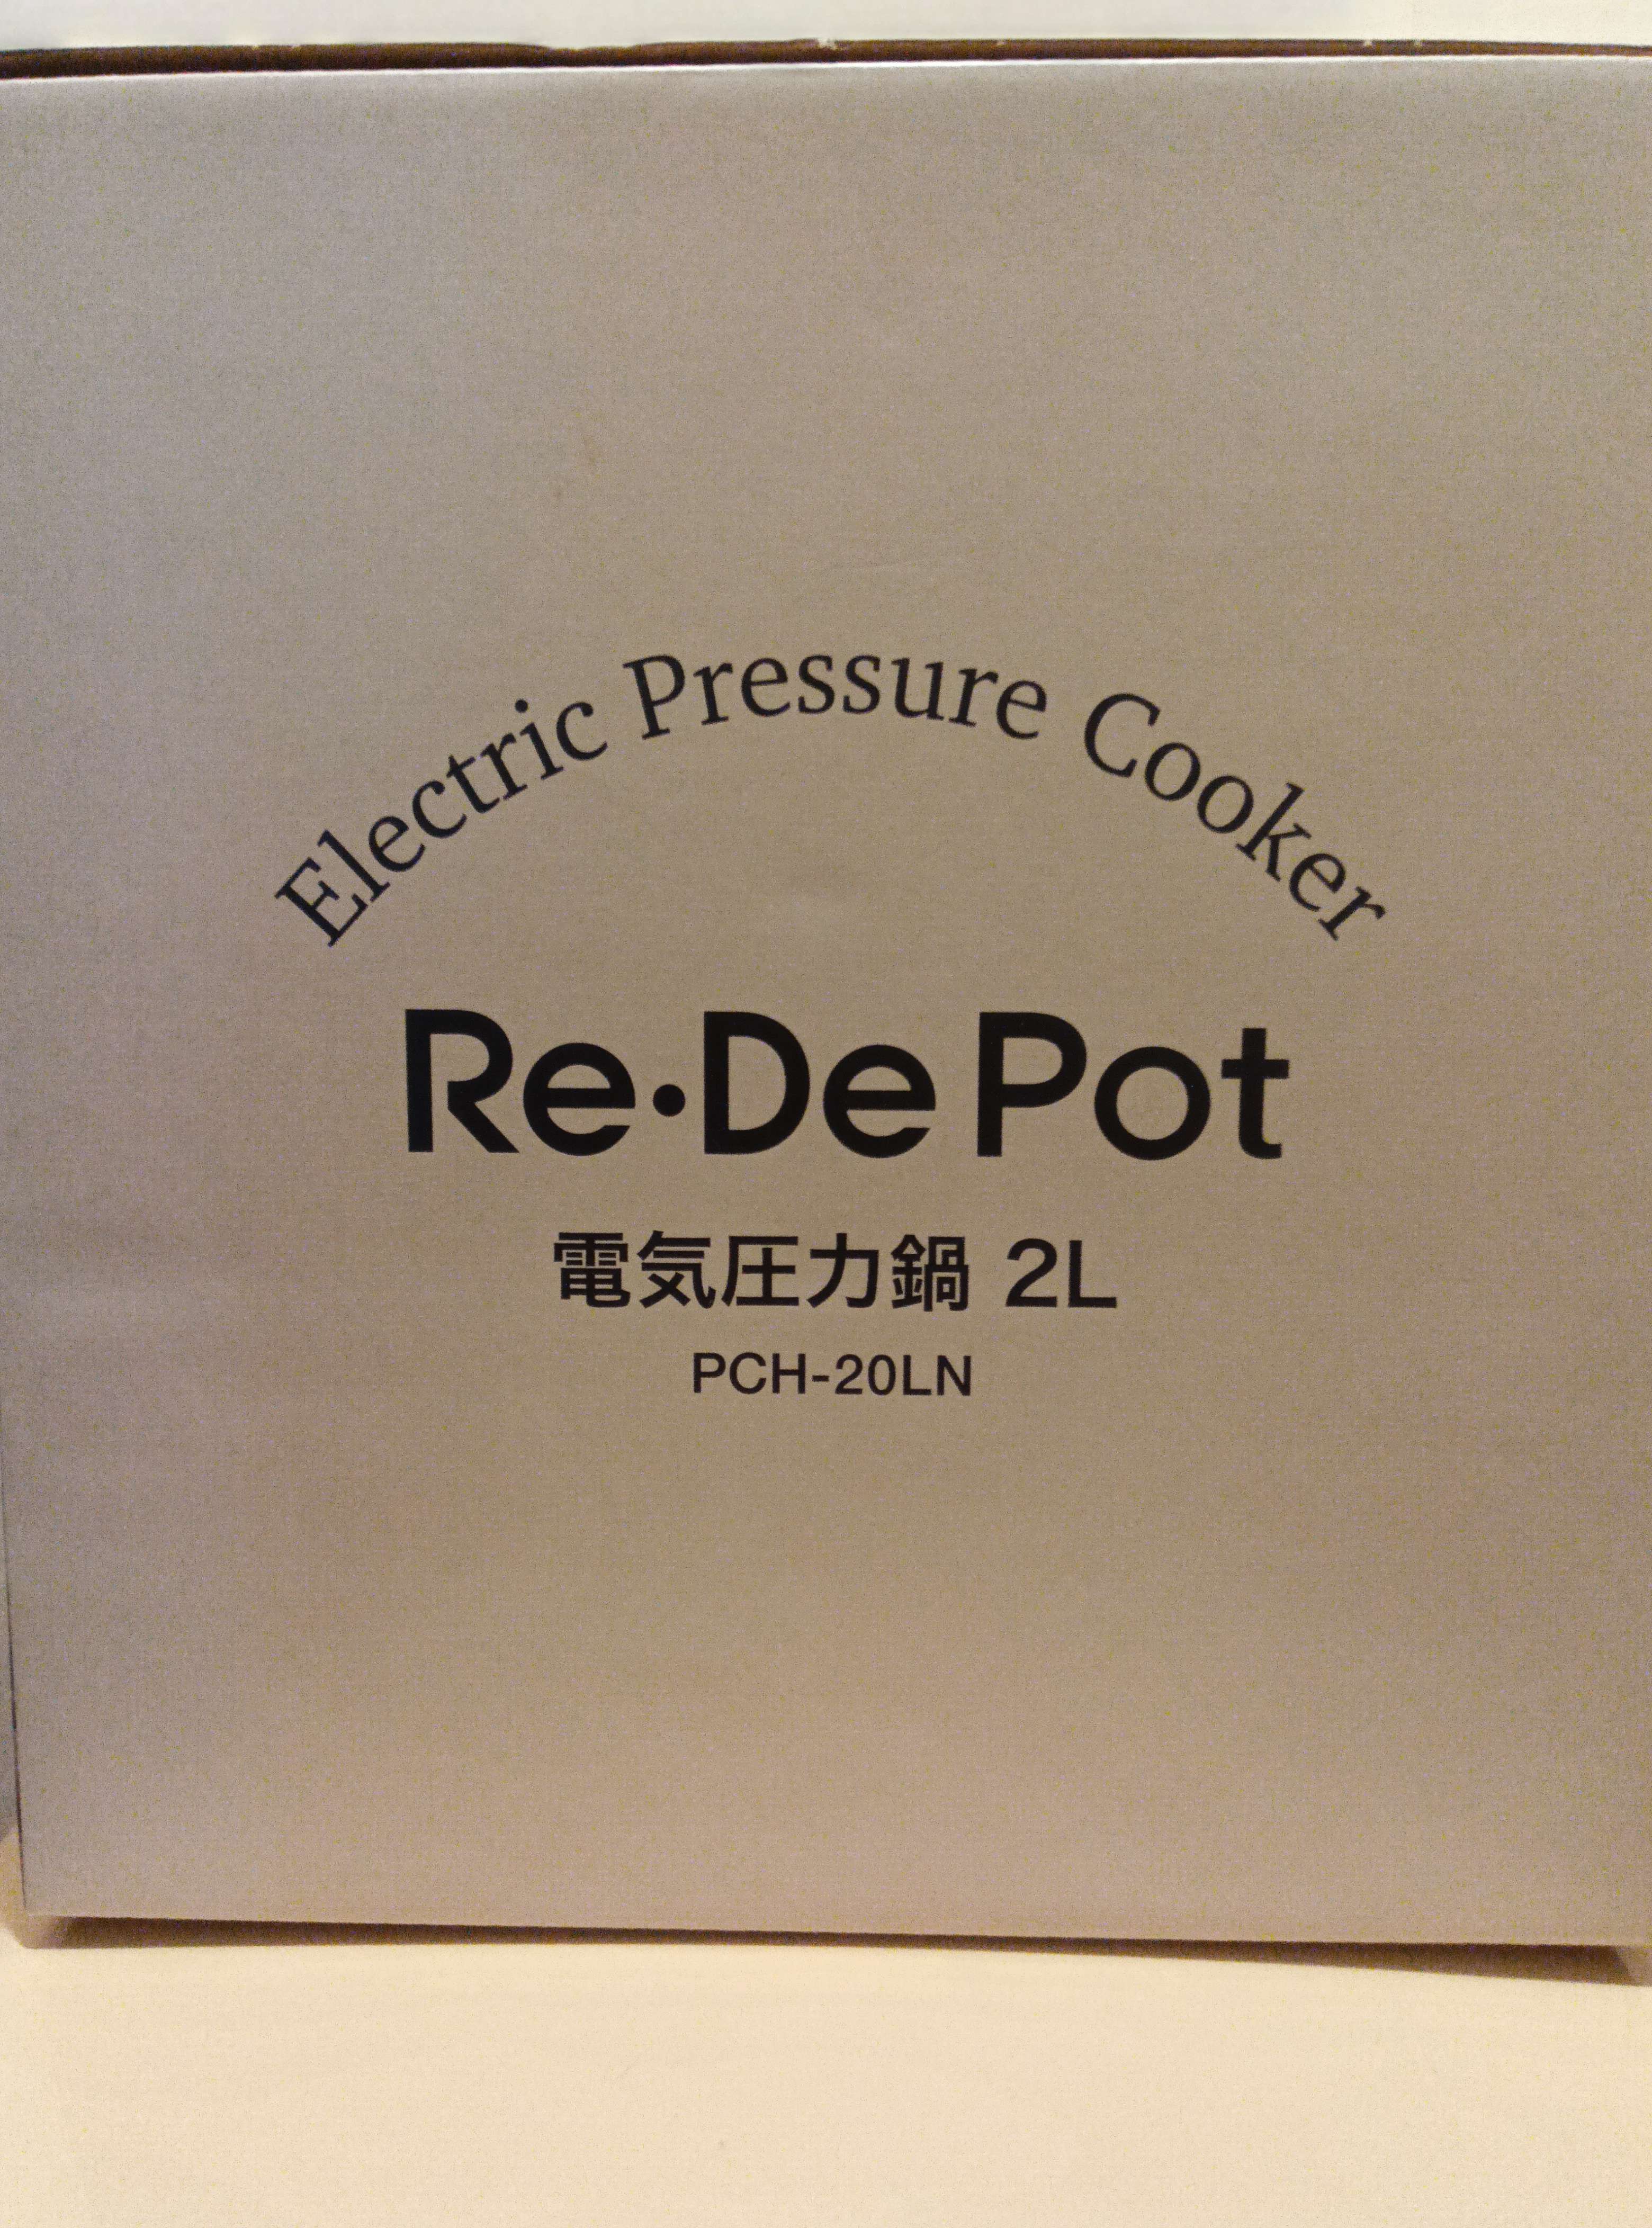 Electric Pressure Cooker
Re・De Pot
電気圧力鍋 2L
PCH-20LN